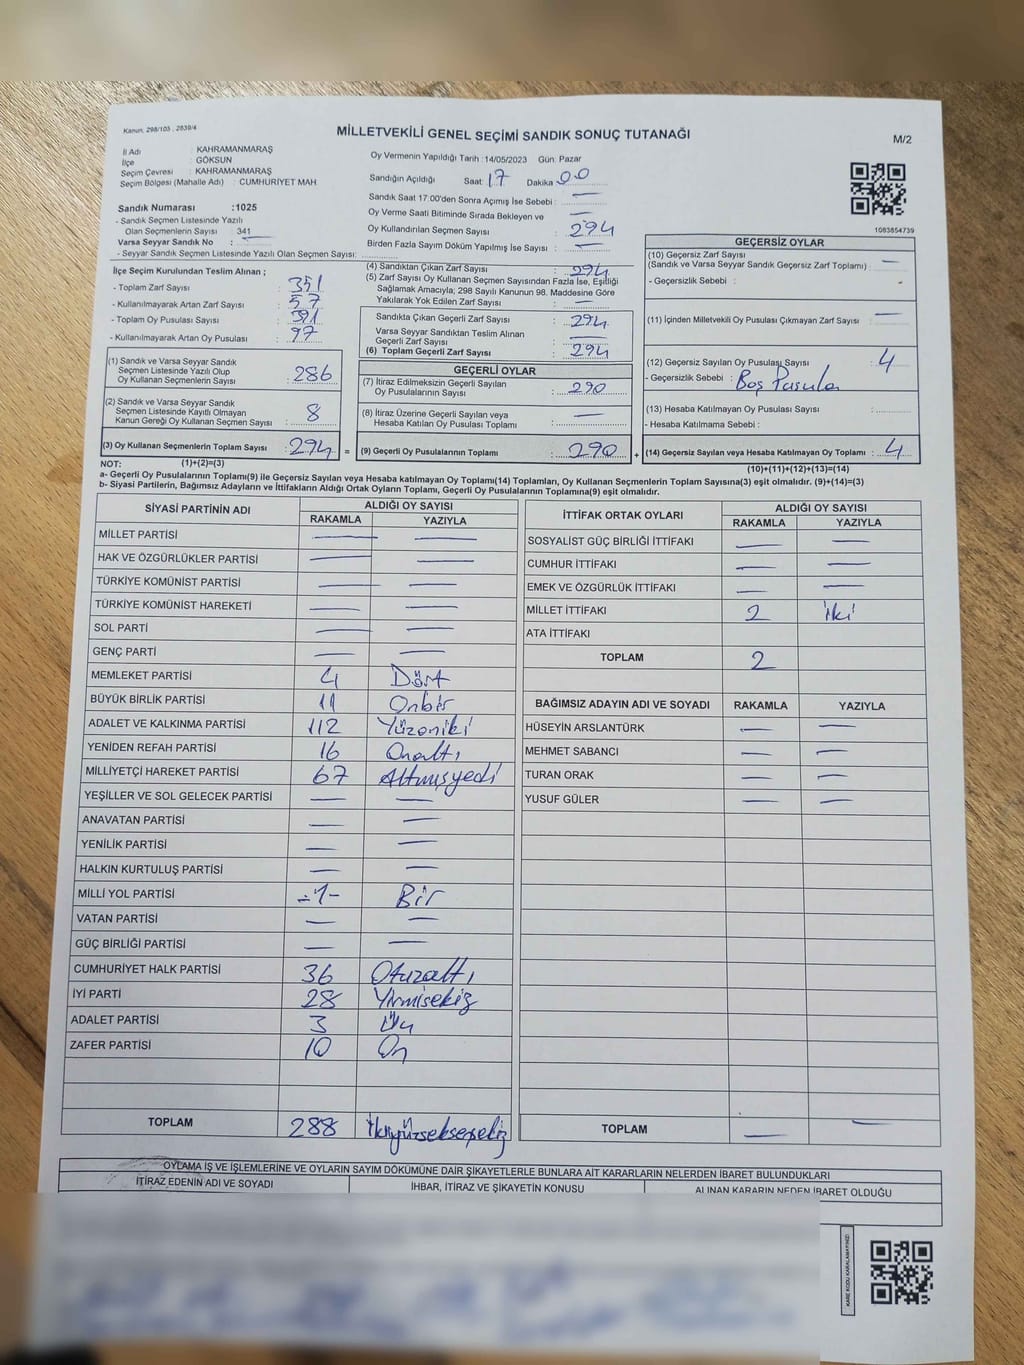 Kanun. 298/105 , 2839/4
MİLLETVEKİLİ GENEL SEÇİMİ SANDIK SONUÇ TUTANAĞI
M/2
İl Adı : KAHRAMANMARAŞ
İlçe : GÖKSUN
Seçim Çevresi : KAHRAMANMARAŞ
Seçim Bölgesi (Mahalle Adı) : CUMHURİYET MAH
Sandık Numarası :1025
- Sandık Seçmen Listesinde Yazılı
Olan Seçmenlerin Sayısı : 341
Varsa Seyyar Sandık No : —
- Seyyar Sandık Seçmen Listesinde Yazılı Olan Seçmen Sayısı:
Oy Vermenin Yapıldığı Tarih : 14/05/2023 Gün. Pazar
Sandığın Açıldığı Saat 17 Dakika 00
Sandık Saat 17:00'den Sonra Açımış İse Sebebi : —
Oy Verme Saati Bitiminde Sırada Bekleyen ve —
Oy Kullandırılan Seçmen Sayısı : 294
Birden Fazla Sayım Döküm Yapılmış İse Sayısı : —
1083854739
İlçe Seçim Kurulundan Teslim Alınan ;
- Toplam Zarf Sayısı : 351
- Kullanılmayarak Artan Zarf Sayısı : 57
- Toplam Oy Pusulası Sayısı : 391
- Kullanılmayarak Artan Oy Pusulası : 97
(4) Sandıktan Çıkan Zarf Sayısı : 294
(5) Zarf Sayısı Oy Kullanan Seçmen Sayısından Fazla İse, Eşitliği
Sağlamak Amacıyla; 298 Sayılı Kanunun 98. Maddesine Göre
Yakılarak Yok Edilen Zarf Sayısı : —
Sandıkta Çıkan Geçerli Zarf Sayısı : 294
Varsa Seyyar Sandıktan Teslim Alınan
Geçerli Zarf Sayısı : —
(6) Toplam Geçerli Zarf Sayısı : 294
GEÇERSİZ OYLAR
(10) Geçersiz Zarf Sayısı
(Sandık ve Varsa Seyyar Sandık Geçersiz Zarf Toplamı) : —
- Geçersizlik Sebebi :
(11) İçinden Milletvekili Oy Pusulası Çıkmayan Zarf Sayısı : —
(12) Geçersiz Sayılan Oy Pusulası Sayısı : 4
- Geçersizlik Sebebi : Boş Pusula
(13) Hesaba Katılmayan Oy Pusulası Sayısı :
- Hesaba Katılmama Sebebi :
(14) Geçersiz Sayılan veya Hesaba Katılmayan Oy Toplamı : 4
(10)+(11)+(12)+(13)=(14)
(1) Sandık ve Varsa Seyyar Sandık
Seçmen Listesinde Yazılı Olup
Oy Kullanan Seçmenlerin Sayısı : 286
(2) Sandık ve Varsa Seyyar Sandık
Seçmen Listesinde Kayıtlı Olmayan
Kanun Gereği Oy Kullanan Seçmen Sayısı : 8
(3) Oy Kullanan Seçmenlerin Toplam Sayısı : 294 =
(1)+(2)=(3)
GEÇERLİ OYLAR
(7) İtiraz Edilmeksizin Geçerli Sayılan
Oy Pusulalarının Sayısı : 290
(8) İtiraz Üzerine Geçerli Sayılan veya
Hesaba Katılan Oy Pusulası Toplamı : —
(9) Geçerli Oy Pusulalarının Toplamı : 290 +
NOT:
a- Geçerli Oy Pusulalarının Toplamı(9) ile Geçersiz Sayılan veya Hesaba katılmayan Oy Toplamı(14) Toplamları, Oy Kullanan Seçmenlerin Toplam Sayısına(3) eşit olmalıdır. (9)+(14)=(3)
b- Siyasi Partilerin, Bağımsız Adayların ve İttifakların Aldığı Ortak Oyların Toplamı, Geçerli Oy Pusulalarının Toplamına(9) eşit olmalıdır.
SİYASİ PARTİNİN ADI ALDIĞI OY SAYISI
RAKAMLA YAZIYLA
MİLLET PARTİSİ — —
HAK VE ÖZGÜRLÜKLER PARTİSİ — —
TÜRKİYE KOMÜNİST PARTİSİ — —
TÜRKİYE KOMÜNİST HAREKETİ — —
SOL PARTİ — —
GENÇ PARTİ — —
MEMLEKET PARTİSİ 4 Dört
BÜYÜK BİRLİK PARTİSİ 11 Onbir
ADALET VE KALKINMA PARTİSİ 112 Yüzoniki
YENİDEN REFAH PARTİSİ 16 Onaltı
MİLLİYETÇİ HAREKET PARTİSİ 67 Altmışyedi
YEŞİLLER VE SOL GELECEK PARTİSİ — —
ANAVATAN PARTİSİ — —
YENİLİK PARTİSİ — —
HALKIN KURTULUŞ PARTİSİ — —
MİLLİ YOL PARTİSİ -1- Bir
VATAN PARTİSİ — —
GÜÇ BİRLİĞİ PARTİSİ — —
CUMHURİYET HALK PARTİSİ 36 Otuzaltı
İYİ PARTİ 28 Yirmisekiz
ADALET PARTİSİ 3 Üç
ZAFER PARTİSİ 10 On
TOPLAM 288 İkiyüzseksensekiz
İTTİFAK ORTAK OYLARI ALDIĞI OY SAYISI
RAKAMLA YAZIYLA
SOSYALİST GÜÇ BİRLİĞİ İTTİFAKI — —
CUMHUR İTTİFAKI — —
EMEK VE ÖZGÜRLÜK İTTİFAKI — —
MİLLET İTTİFAKI 2 İki
ATA İTTİFAKI
TOPLAM 2
BAĞIMSIZ ADAYIN ADI VE SOYADI RAKAMLA YAZIYLA
HÜSEYİN ARSLANTÜRK — —
MEHMET SABANCI — —
TURAN ORAK — —
YUSUF GÜLER — —
TOPLAM — —
OYLAMA İŞ VE İŞLEMLERİNE VE OYLARIN SAYIM DÖKÜMÜNE DAİR ŞİKAYETLERLE BUNLARA AİT KARARLARIN NELERDEN İBARET BULUNDUKLARI
İTİRAZ EDENİN ADI VE SOYADI İHBAR, İTİRAZ VE ŞİKAYETİN KONUSU ALINAN KARARIN NEDEN İBARET OLDUĞU
KARE KODU KARALAMAYINIZ!